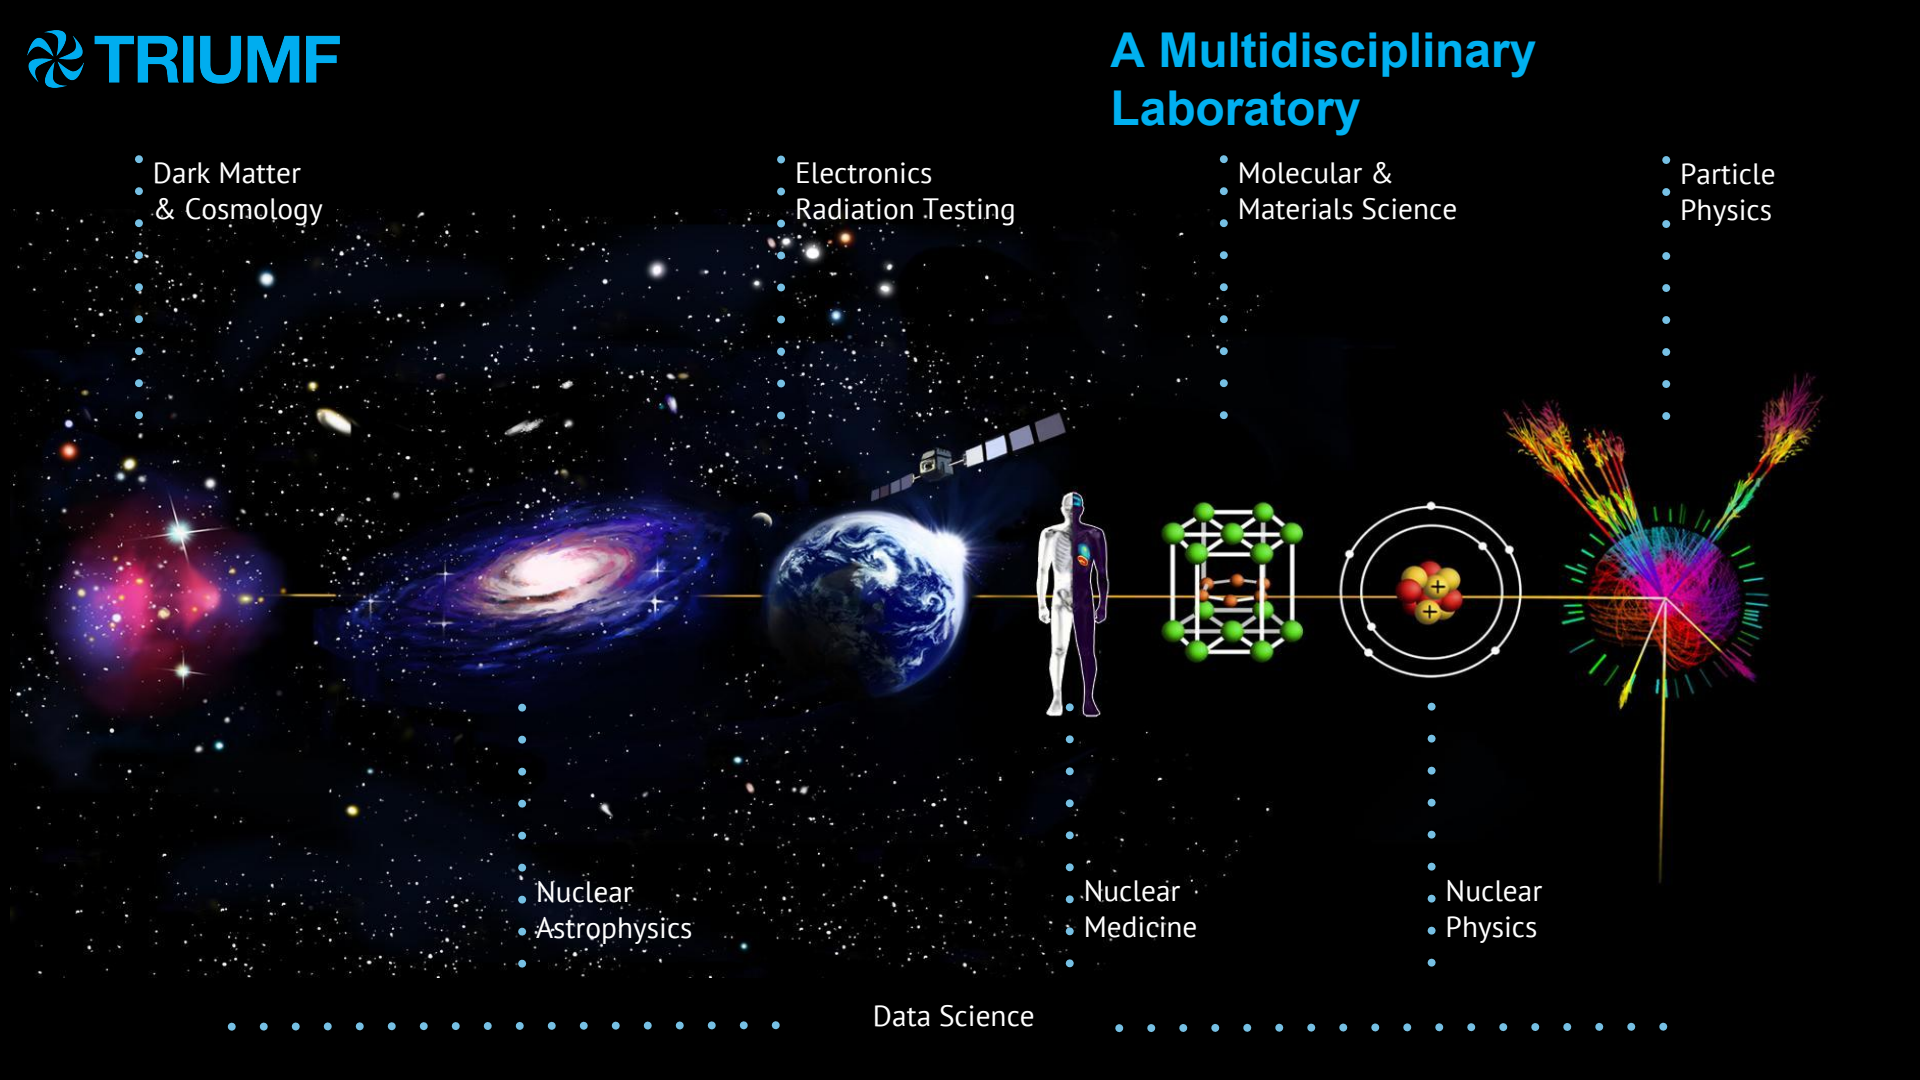 TRIUMF
A Multidisciplinary
Laboratory
Dark Matter
& Cosmology
Electronics
Radiation Testing
Molecular &
Materials Science
Particle
Physics
+
+
Nuclear
Astrophysics
Nuclear
Medicine
Nuclear
Physics
Data Science